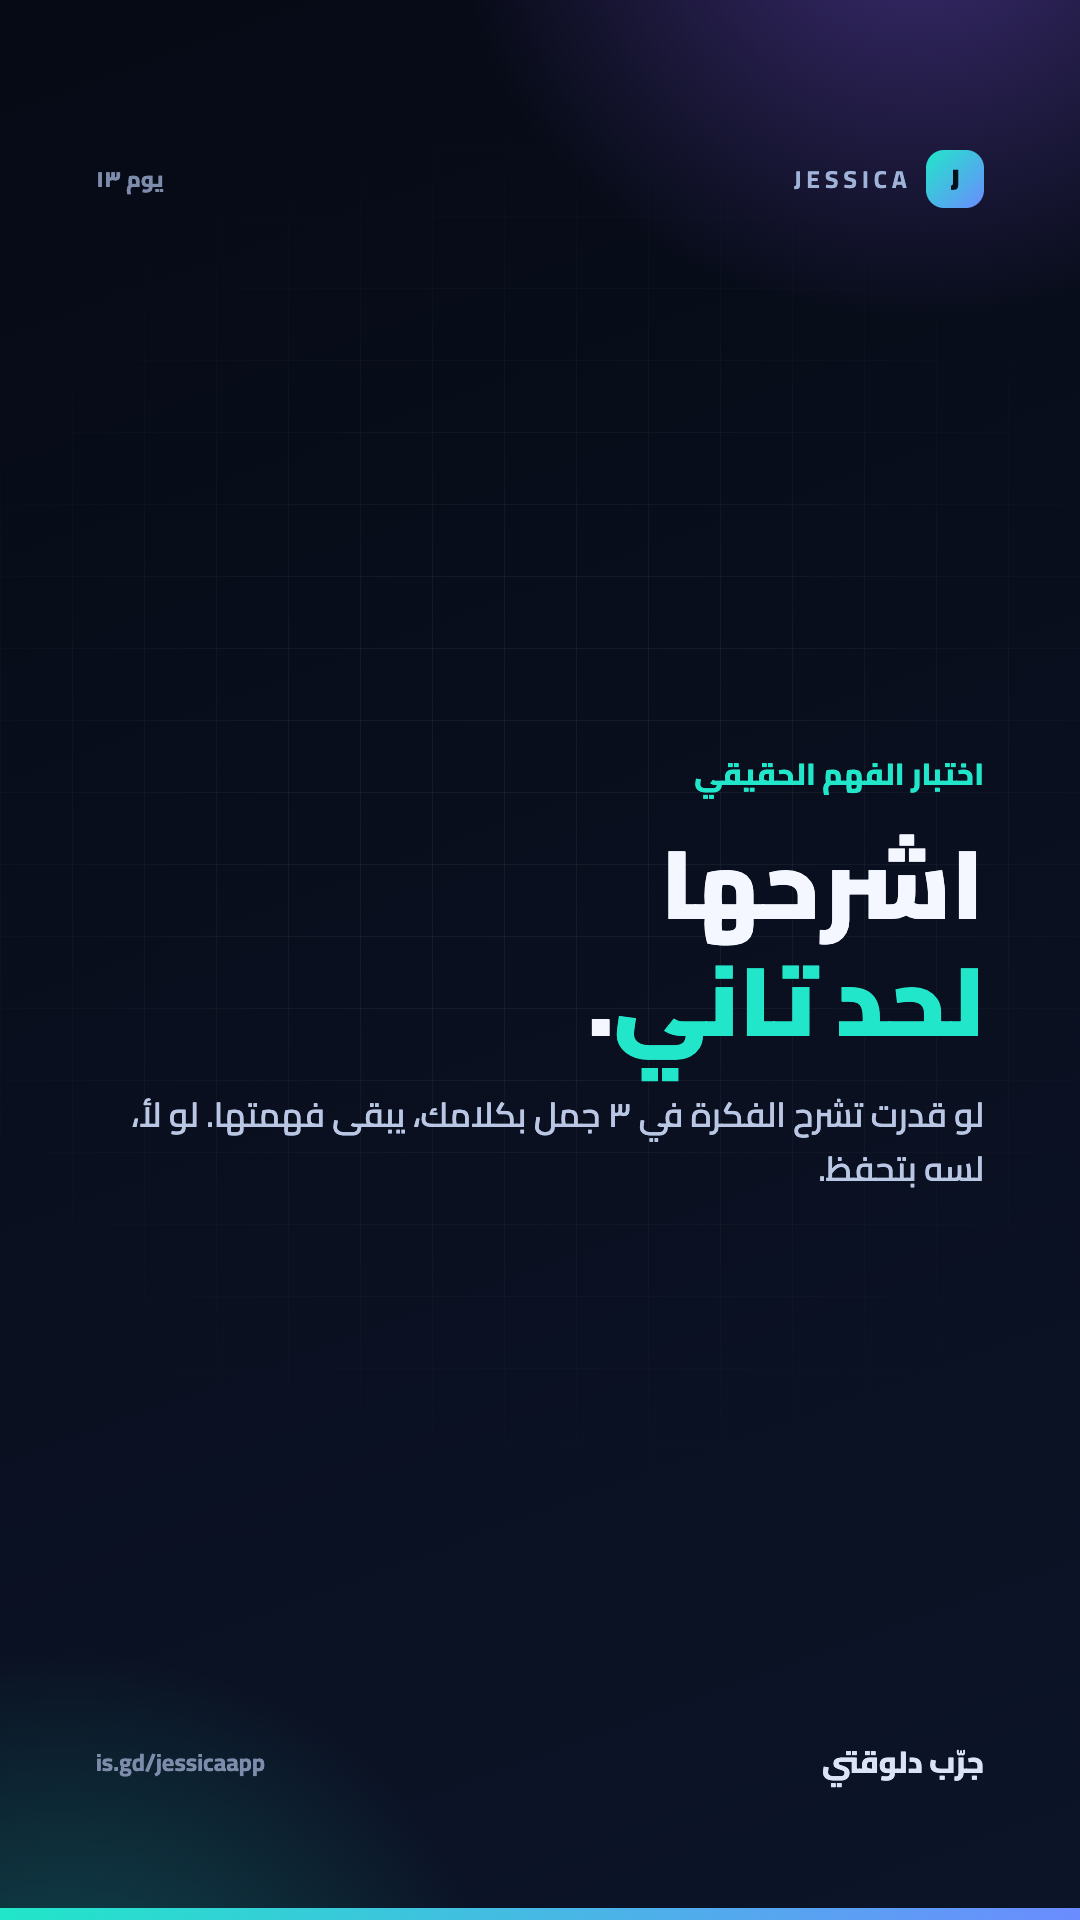 J
JESSICA
يوم ١٣
اختبار الفهم الحقيقي
اشرحها
لحد تاني.
لو قدرت تشرح الفكرة في ٣ جمل بكلامك، يبقى فهمتها. لو لأ،
لسه بتحفظ.
جرّب دلوقتي
is.gd/jessicaapp